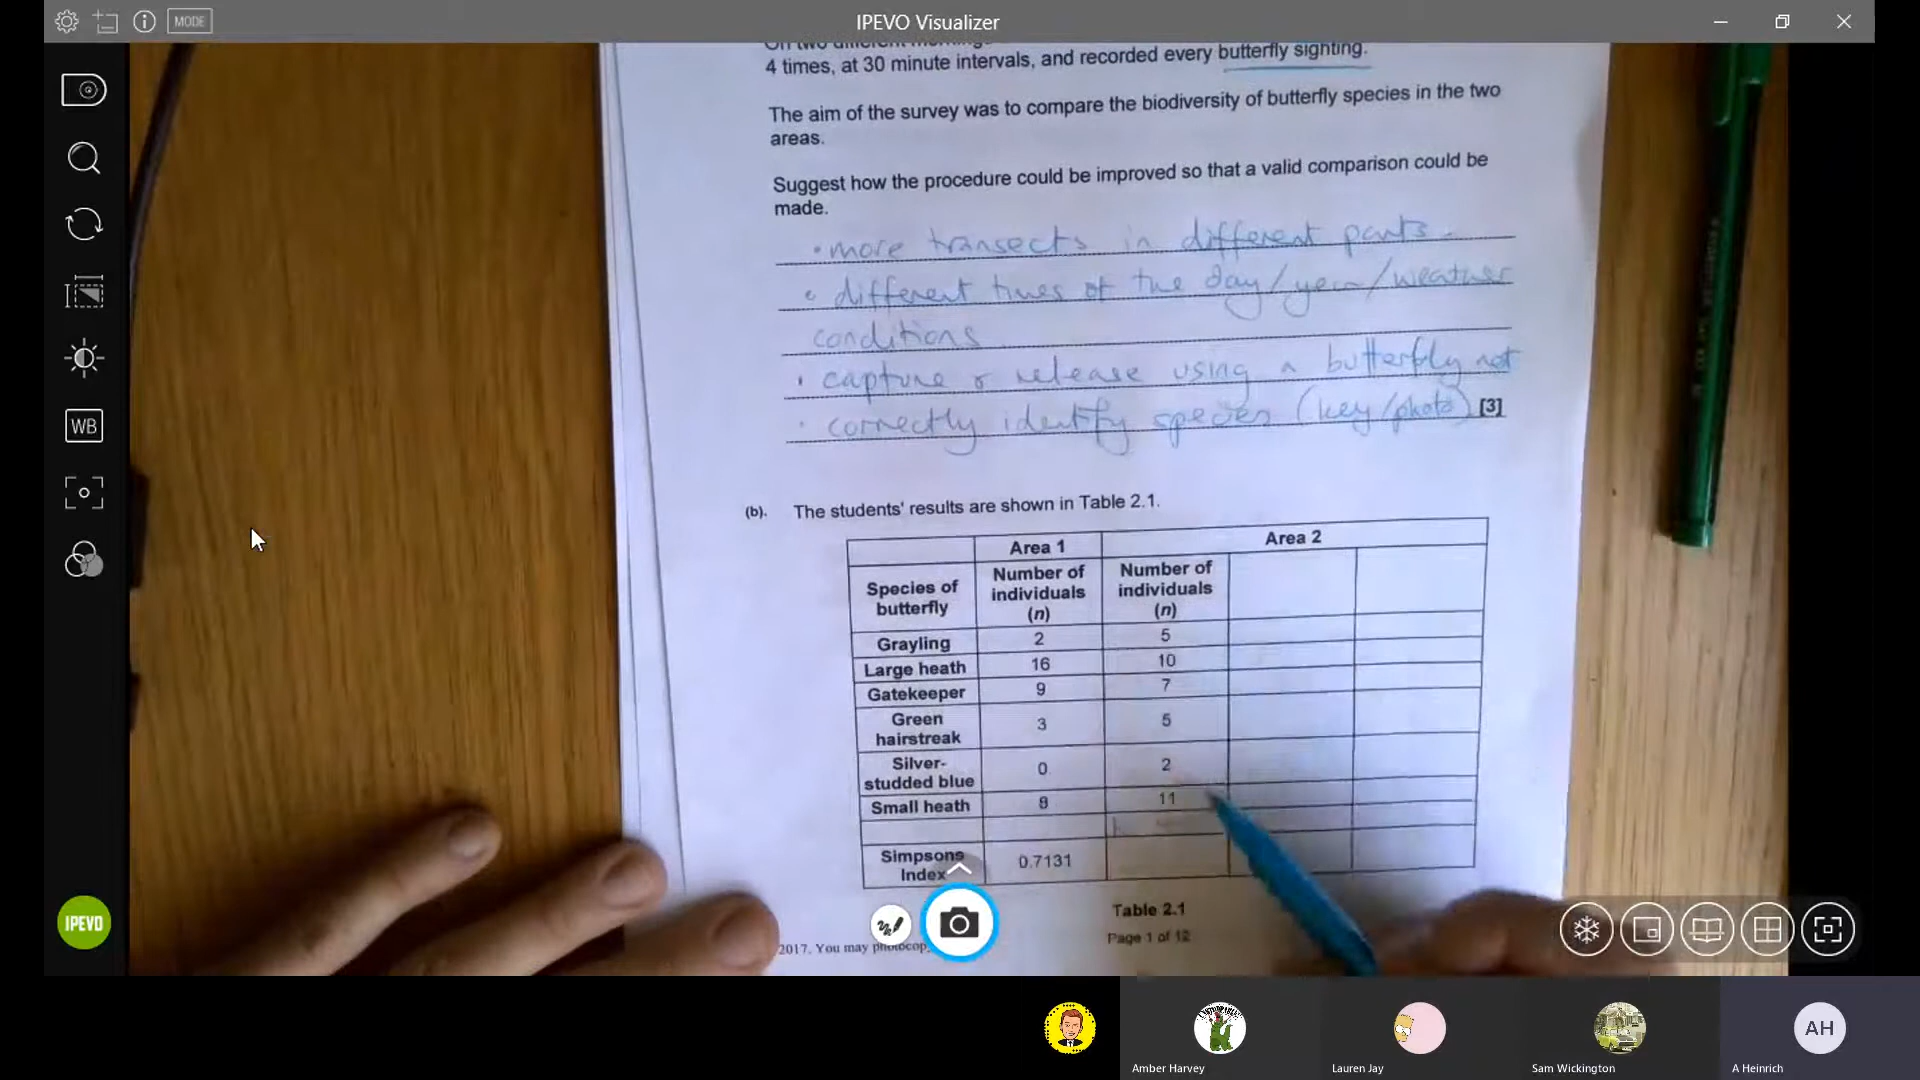 MODE
IPEVO Visualizer
On two different mornings
4 times, at 30 minute intervals, and recorded every butterfly sighting.
The aim of the survey was to compare the biodiversity of butterfly species in the two
areas.
Suggest how the procedure could be improved so that a valid comparison could be
made.
• more transects in different parts.
• different times of the day/year/weather
conditions
• capture & release using a butterfly net
• correctly identify species (key/photo) [3]
(b). The students' results are shown in Table 2.1.
Area 1 Area 2
Species of butterfly Number of individuals (n) Number of individuals (n)
Grayling 2 5
Large heath 16 10
Gatekeeper 9 7
Green hairstreak 3 5
Silver-studded blue 0 2
Small heath 8 11
Simpsons Index 0.7131
Table 2.1
2017. You may photocop
Page 1 of 12
WB
IPEVO
AH
Amber Harvey
Lauren Jay
Sam Wickington
A Heinrich